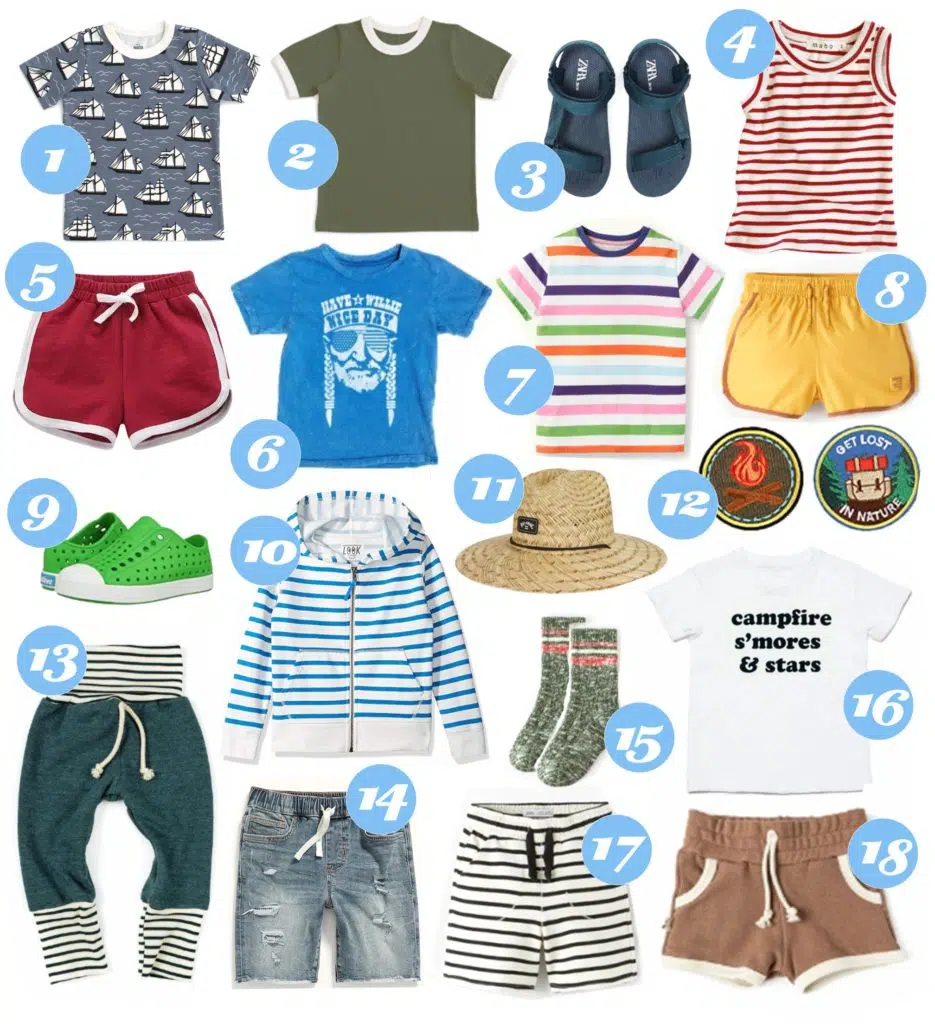 1
2
3
ZARA
ZARA
4
mabo
5
HAVE ☆ WILLIE
NICE DAY
6
7
8
9
native
10
LOOK
11
12
GET LOST
IN NATURE
13
14
15
campfire
s'mores
& stars
16
17
18